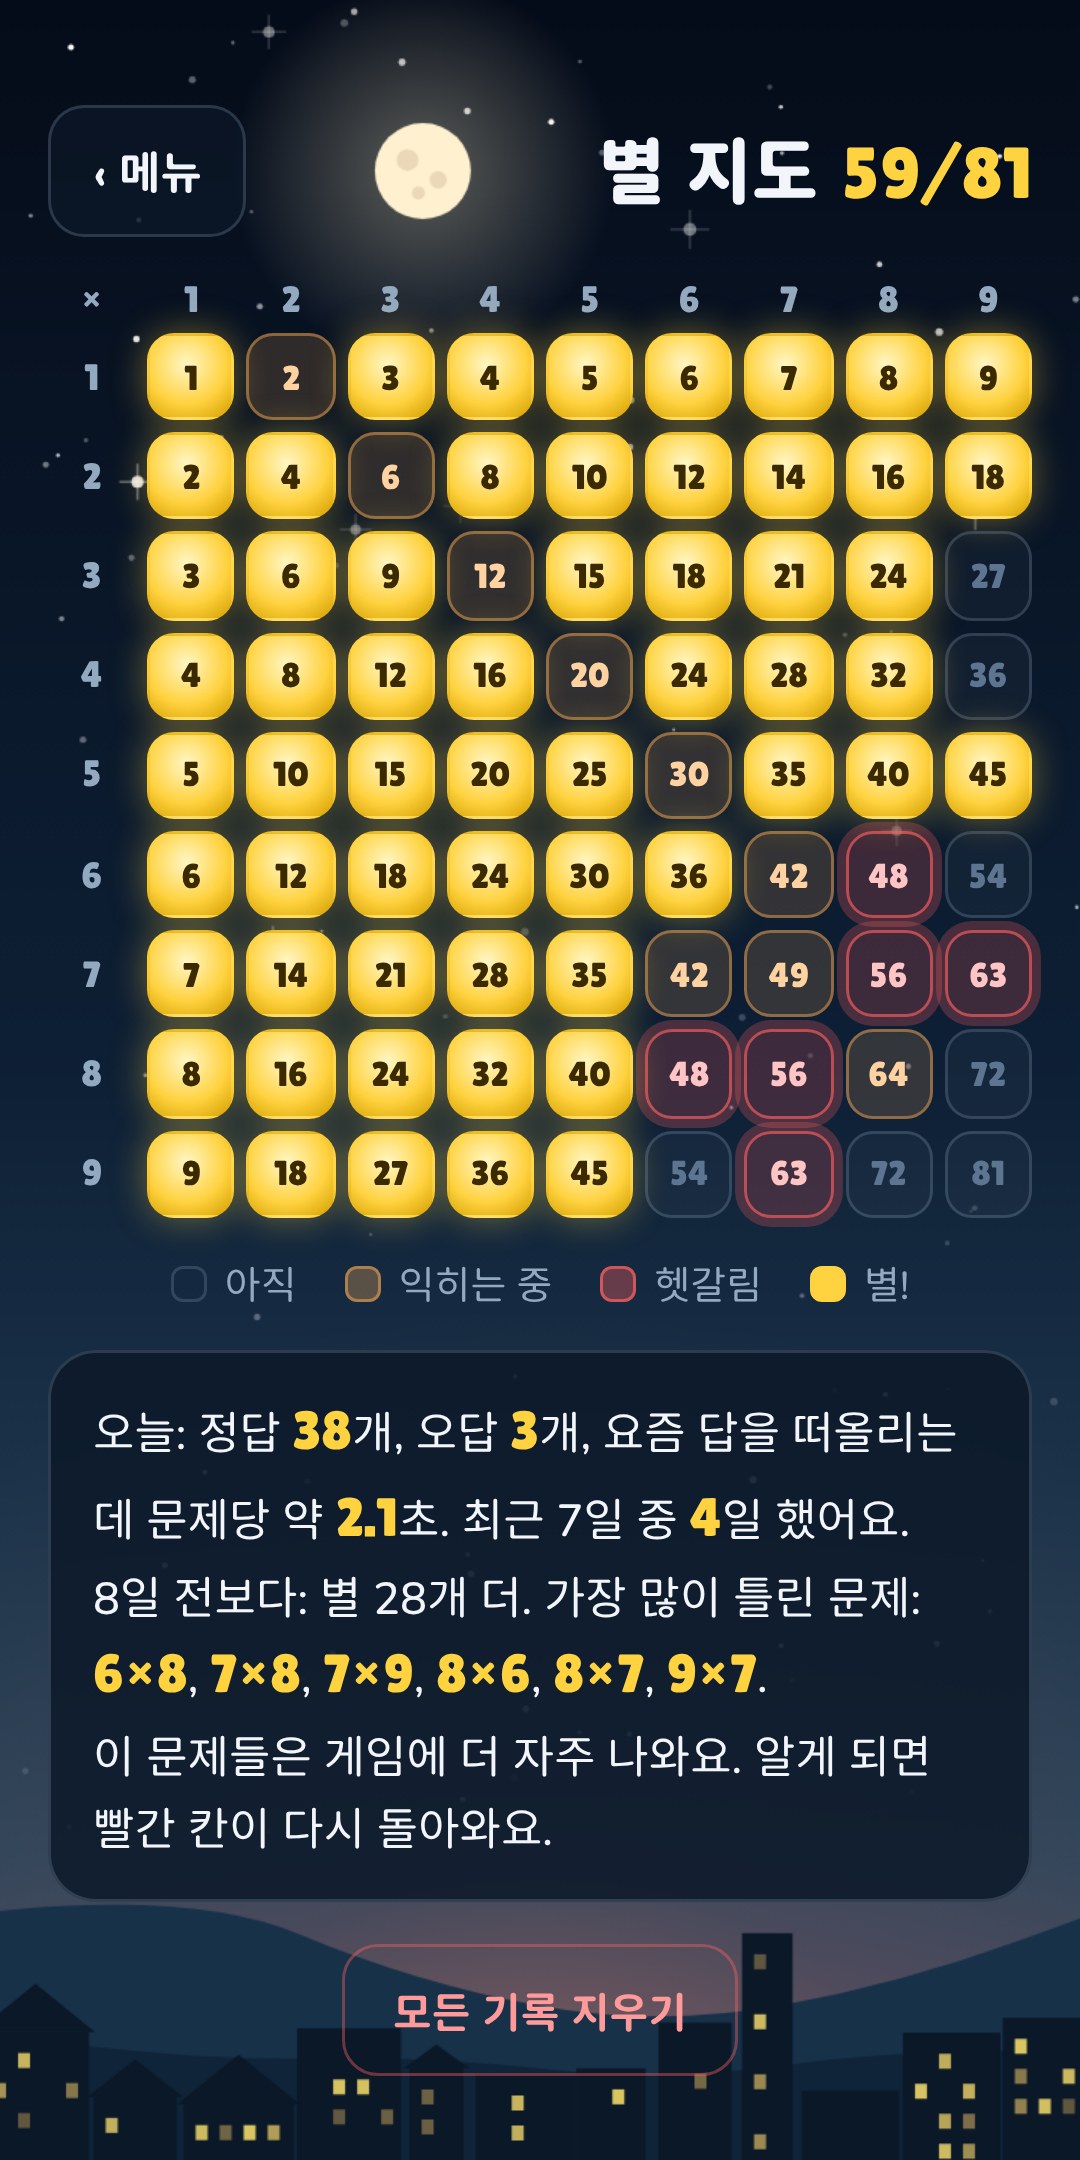 ‹ 메뉴
별 지도 59/81
× 1 2 3 4 5 6 7 8 9
1 1 2 3 4 5 6 7 8 9
2 2 4 6 8 10 12 14 16 18
3 3 6 9 12 15 18 21 24 27
4 4 8 12 16 20 24 28 32 36
5 5 10 15 20 25 30 35 40 45
6 6 12 18 24 30 36 42 48 54
7 7 14 21 28 35 42 49 56 63
8 8 16 24 32 40 48 56 64 72
9 9 18 27 36 45 54 63 72 81
아직 익히는 중 헷갈림 별!
오늘: 정답 38개, 오답 3개, 요즘 답을 떠올리는
데 문제당 약 2.1초. 최근 7일 중 4일 했어요.
8일 전보다: 별 28개 더. 가장 많이 틀린 문제:
6×8, 7×8, 7×9, 8×6, 8×7, 9×7.
이 문제들은 게임에 더 자주 나와요. 알게 되면
빨간 칸이 다시 돌아와요.
모든 기록 지우기